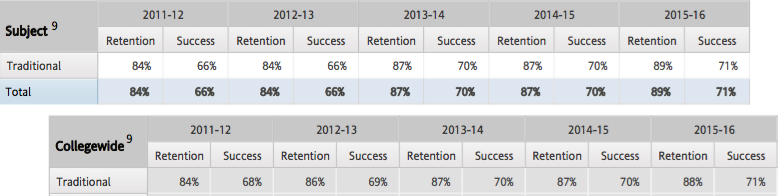 Subject 9 2011-12 2012-13 2013-14 2014-15 2015-16
Retention Success Retention Success Retention Success Retention Success Retention Success
Traditional 84% 66% 84% 66% 87% 70% 87% 70% 89% 71%
Total 84% 66% 84% 66% 87% 70% 87% 70% 89% 71%
Collegewide 9 2011-12 2012-13 2013-14 2014-15 2015-16
Retention Success Retention Success Retention Success Retention Success Retention Success
Traditional 84% 68% 86% 69% 87% 70% 87% 70% 88% 71%